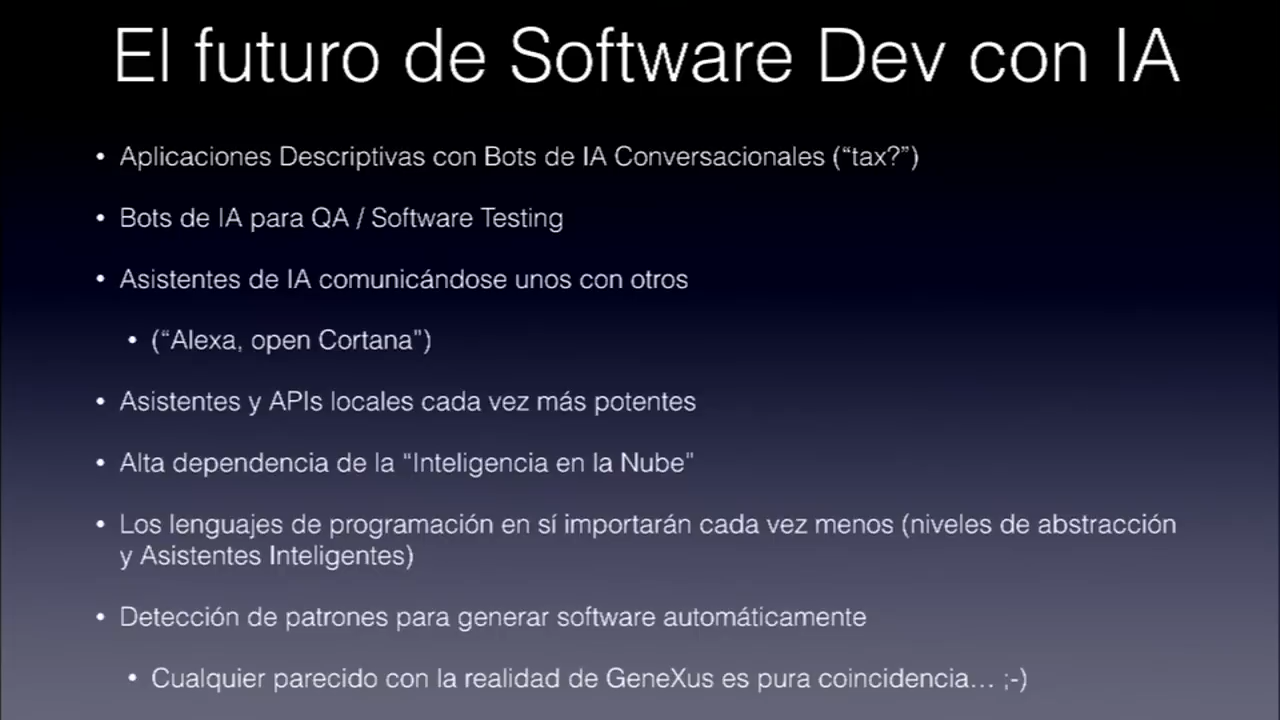 El futuro de Software Dev con IA
• Aplicaciones Descriptivas con Bots de IA Conversacionales (“tax?”)
• Bots de IA para QA / Software Testing
• Asistentes de IA comunicándose unos con otros
• (“Alexa, open Cortana”)
• Asistentes y APIs locales cada vez más potentes
• Alta dependencia de la “Inteligencia en la Nube”
• Los lenguajes de programación en sí importarán cada vez menos (niveles de abstracción
y Asistentes Inteligentes)
• Detección de patrones para generar software automáticamente
• Cualquier parecido con la realidad de GeneXus es pura coincidencia… ;-)